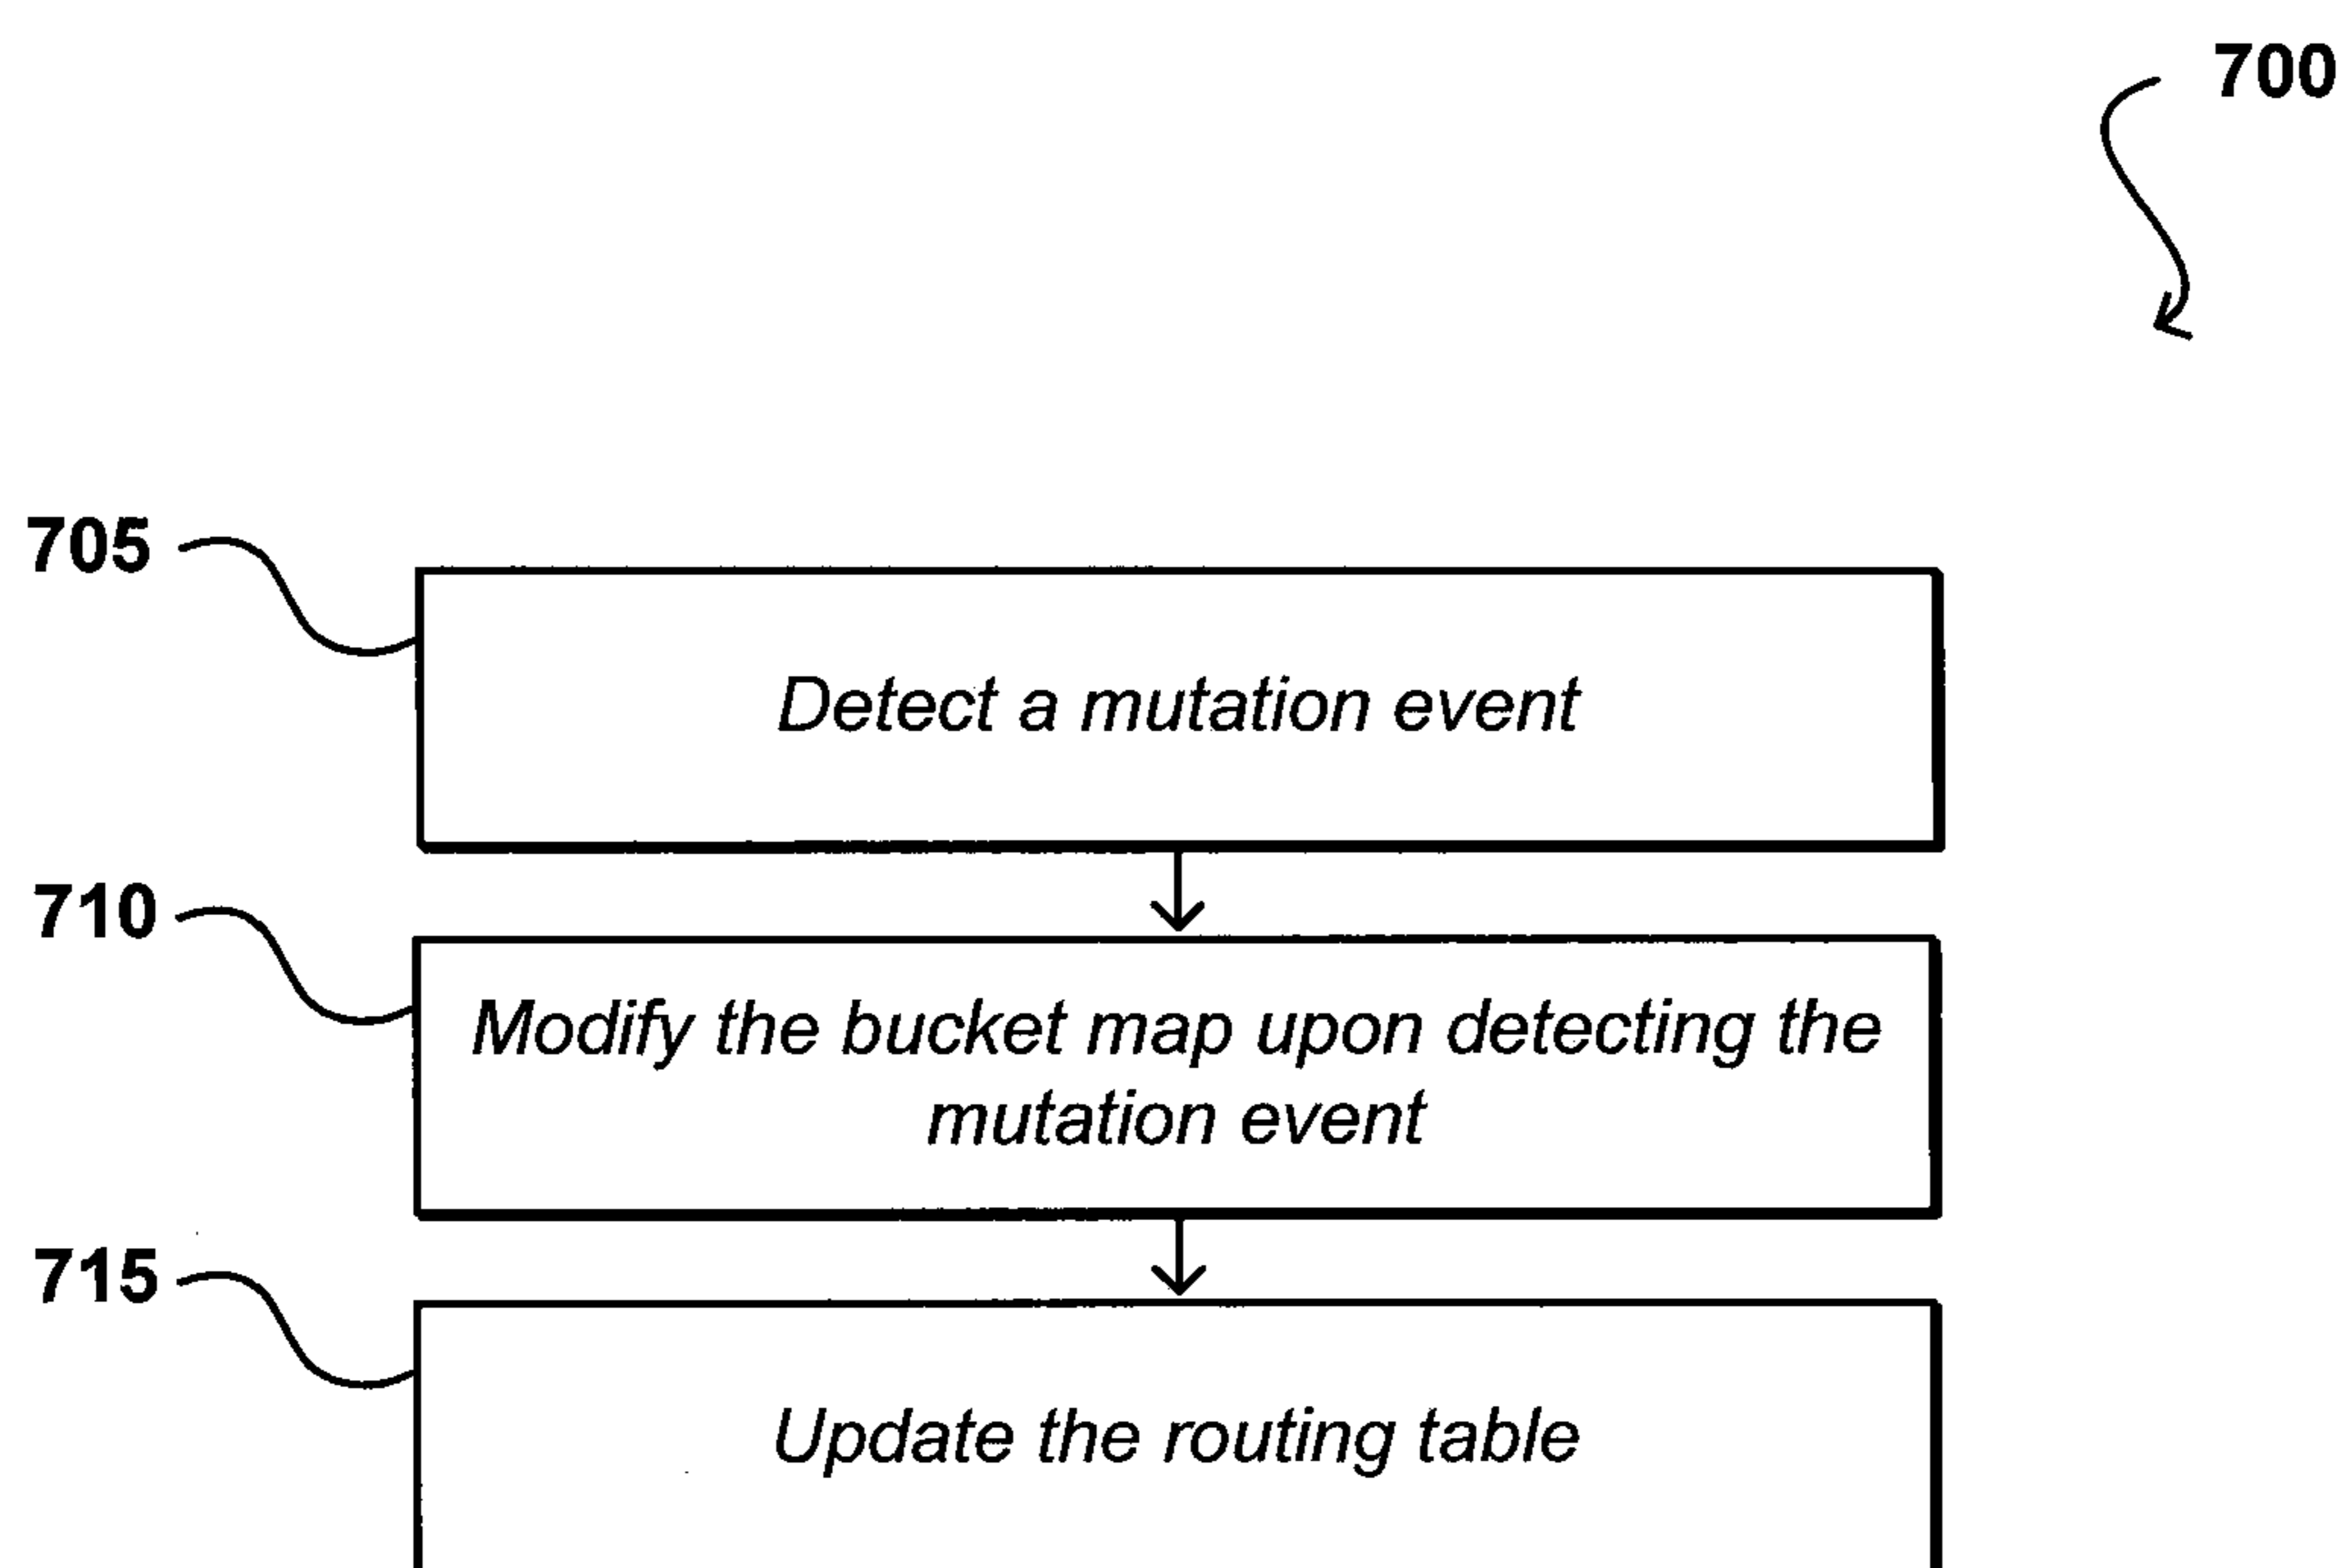 700
705
Detect a mutation event
710
Modify the bucket map upon detecting the
mutation event
715
Update the routing table